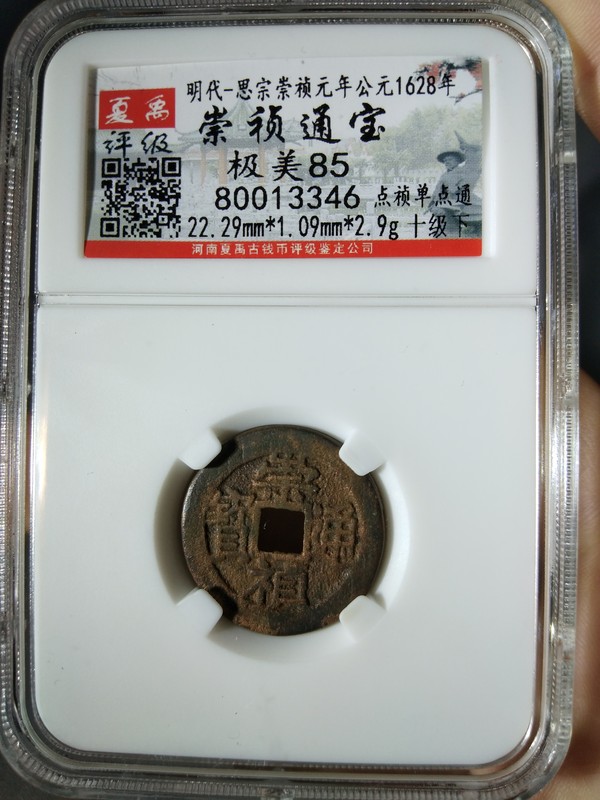 明代-思宗崇祯元年公元1628年
夏禹
评级
崇祯通宝
极美85
80013346 点祯单点通
22.29mm*1.09mm*2.9g 十级下
河南夏禹古钱币评级鉴定公司
崇
寶 通
禎